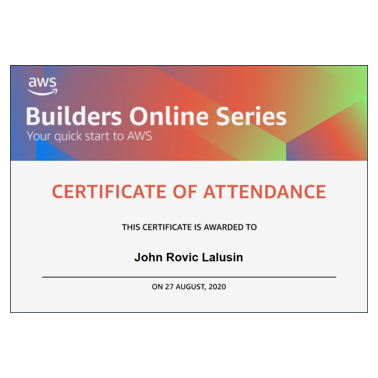 aws
Builders Online Series
Your quick start to AWS
CERTIFICATE OF ATTENDANCE
THIS CERTIFICATE IS AWARDED TO
John Rovic Lalusin
ON 27 AUGUST, 2020